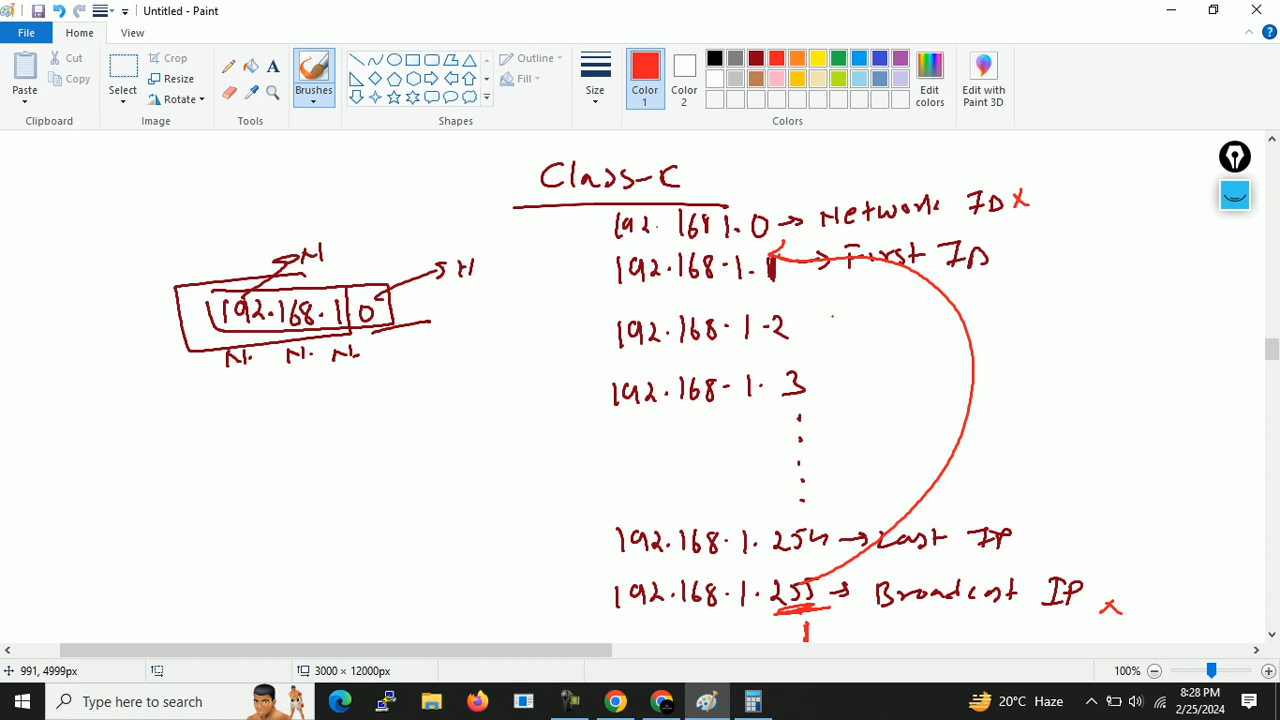 Untitled - Paint
File Home View
Paste
Cut
Copy
Clipboard
Select
Crop
Resize
Rotate
Image
Tools
Brushes
Outline
Fill
Shapes
Size
Color 1
Color 2
Edit colors
Edit with Paint 3D
Colors
Class-C
192.168 1.0 → Network ID x
192.168.1.1 → First ID
192.168.1.2
192.168.1.3
192.168.1.254 → Last IP
192.168.1.255 → Broadcast IP x
N
H
192.168.1 0
N. N. N.
991, 4999px
3000 × 12000px
100%
Type here to search
20°C Haze
8:28 PM
2/25/2024